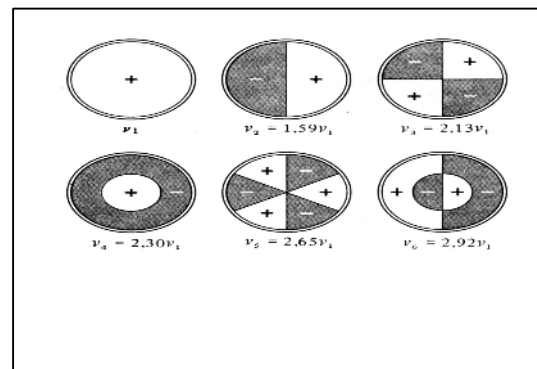 +
− +
− +
+ −
ν₁
ν₂ = 1,59ν₁
ν₃ = 2,13ν₁
+ −
+ −
− +
+ −
+ − + −
ν₄ = 2,30ν₁
ν₅ = 2,65ν₁
ν₆ = 2,92ν₁